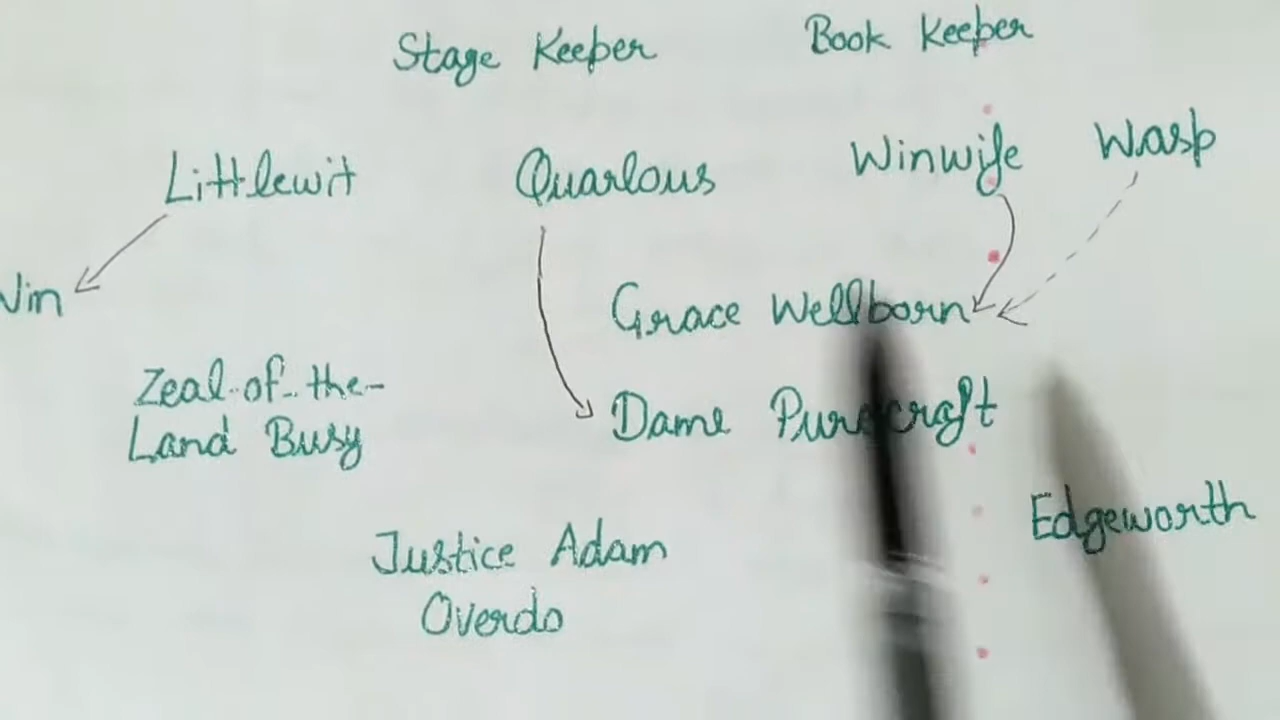 Stage Keeper
Book Keeper
Littlewit
Quarlous
Winwife
Wasp
Win
Grace Wellborn
Zeal-of-the-
Land Busy
Dame Purecraft
Edgeworth
Justice Adam
Overdo